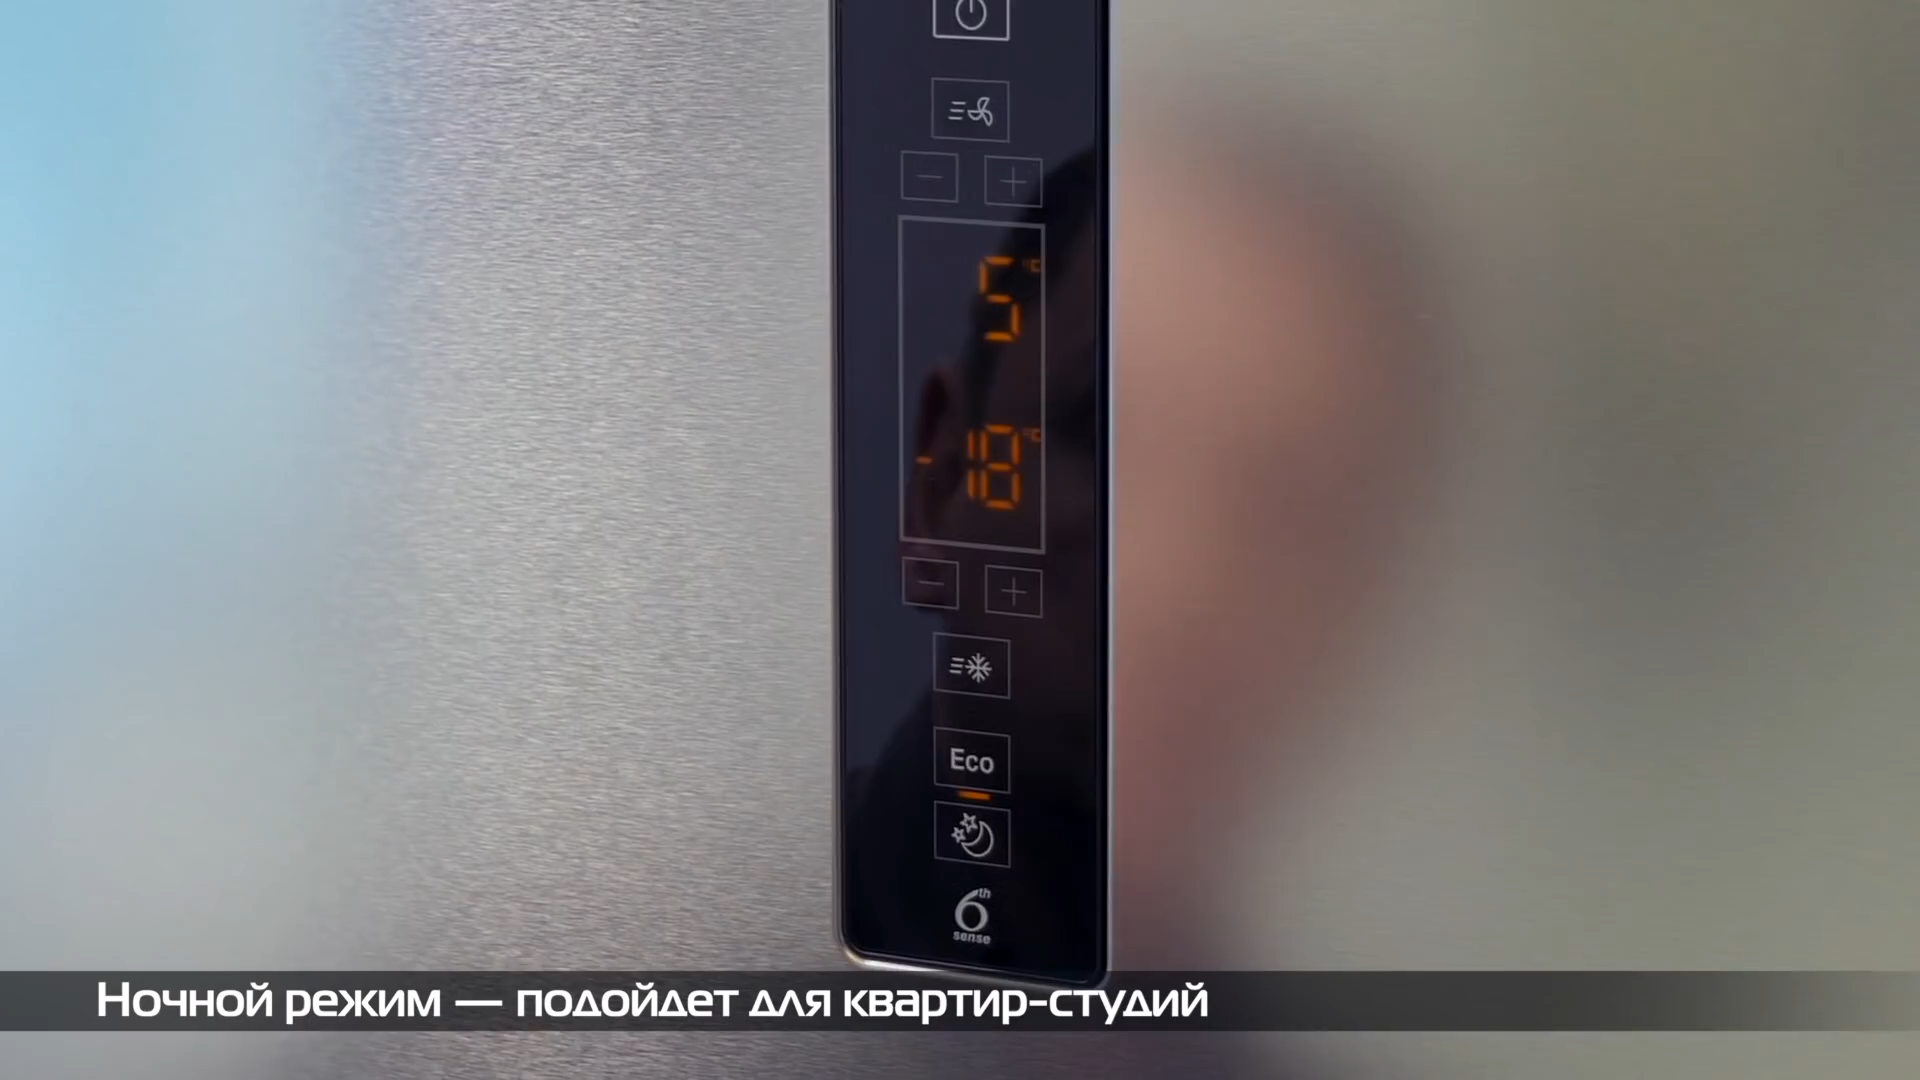 5 °C
-18 °C
Eco
6th
sense
Ночной режим — подойдет для квартир-студий